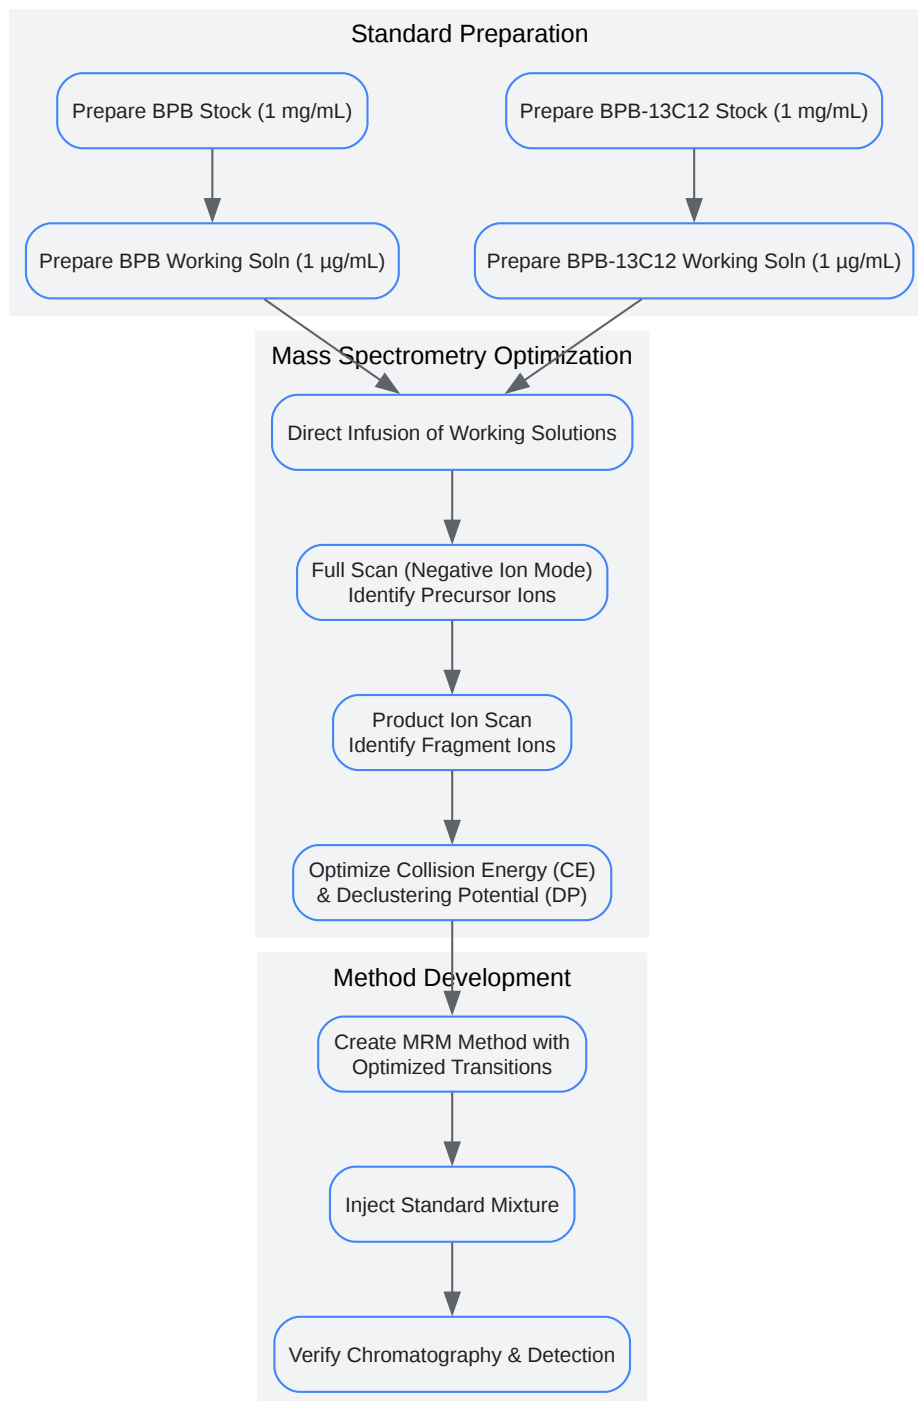 Standard Preparation
Prepare BPB Stock (1 mg/mL)
Prepare BPB-13C12 Stock (1 mg/mL)
Prepare BPB Working Soln (1 µg/mL)
Prepare BPB-13C12 Working Soln (1 µg/mL)
Mass Spectrometry Optimization
Direct Infusion of Working Solutions
Full Scan (Negative Ion Mode)
Identify Precursor Ions
Product Ion Scan
Identify Fragment Ions
Optimize Collision Energy (CE)
& Declustering Potential (DP)
Method Development
Create MRM Method with
Optimized Transitions
Inject Standard Mixture
Verify Chromatography & Detection